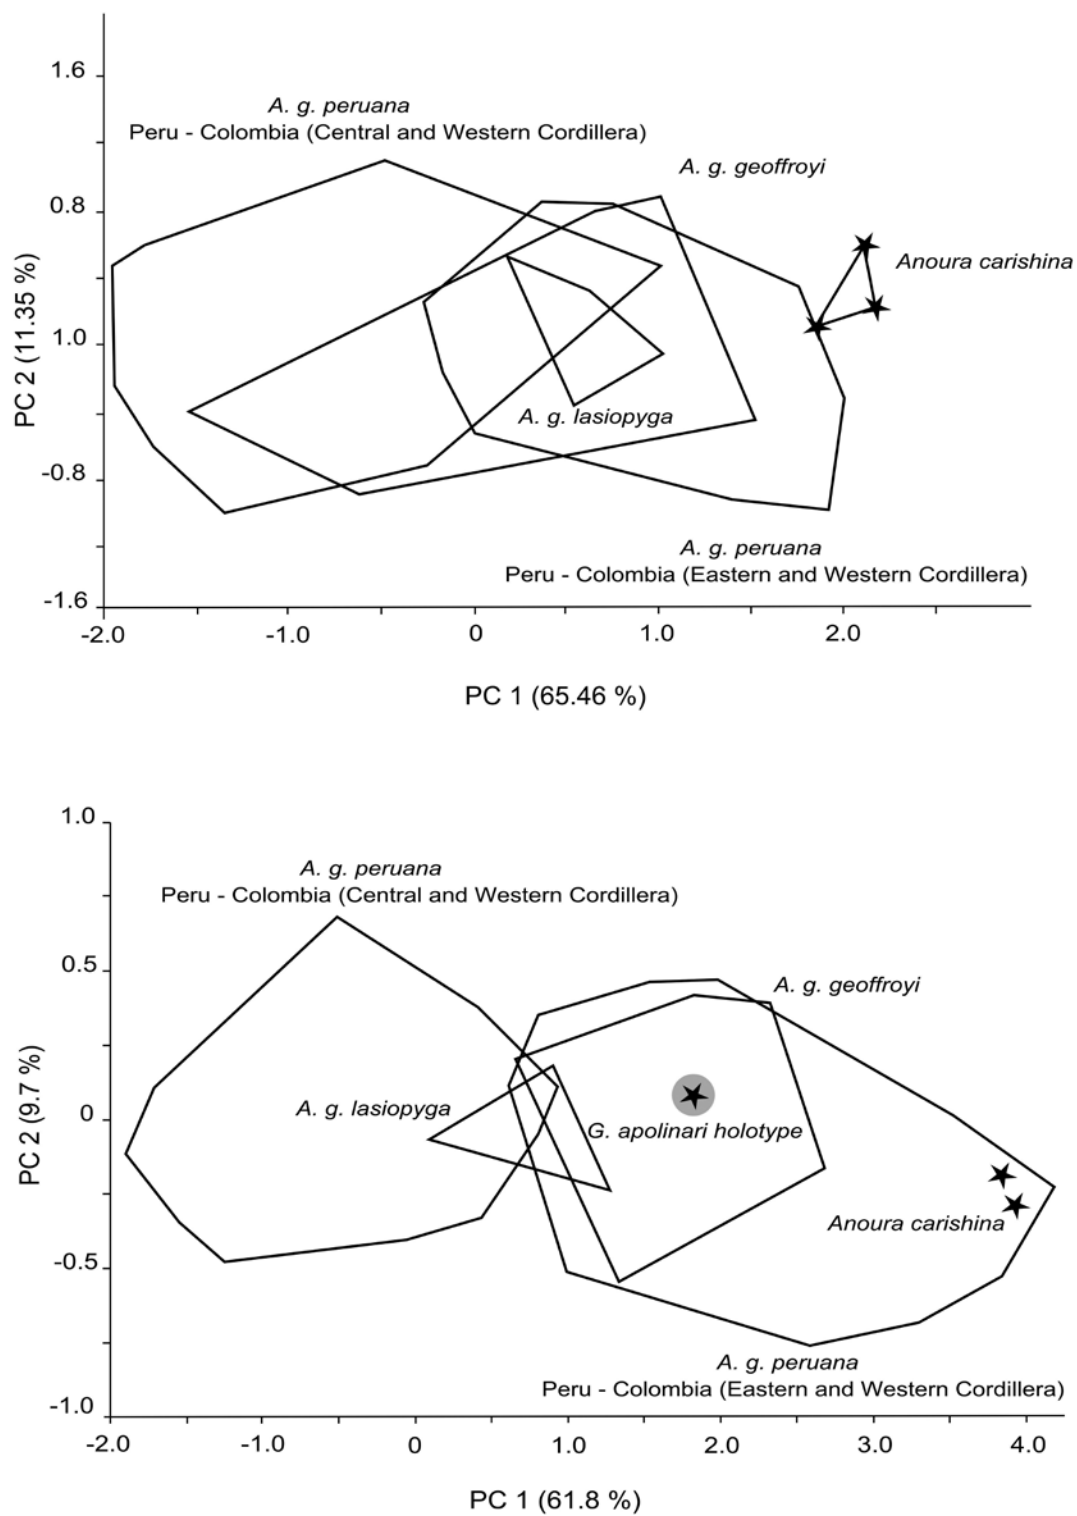 1.6
A. g. peruana
Peru - Colombia (Central and Western Cordillera)
A. g. geoffroyi
0.8
Anoura carishina
PC 2 (11.35 %)
1.0
A. g. lasiopyga
-0.8
A. g. peruana
Peru - Colombia (Eastern and Western Cordillera)
-1.6
-2.0 -1.0 0 1.0 2.0
PC 1 (65.46 %)
1.0
A. g. peruana
Peru - Colombia (Central and Western Cordillera)
0.5
A. g. geoffroyi
PC 2 (9.7 %)
0
A. g. lasiopyga
G. apolinari holotype
Anoura carishina
-0.5
A. g. peruana
Peru - Colombia (Eastern and Western Cordillera)
-1.0
-2.0 -1.0 0 1.0 2.0 3.0 4.0
PC 1 (61.8 %)